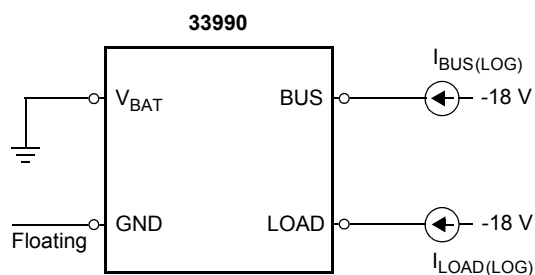 33990
I_BUS(LOG)
V_BAT
BUS
-18 V
GND
LOAD
-18 V
Floating
I_LOAD(LOG)